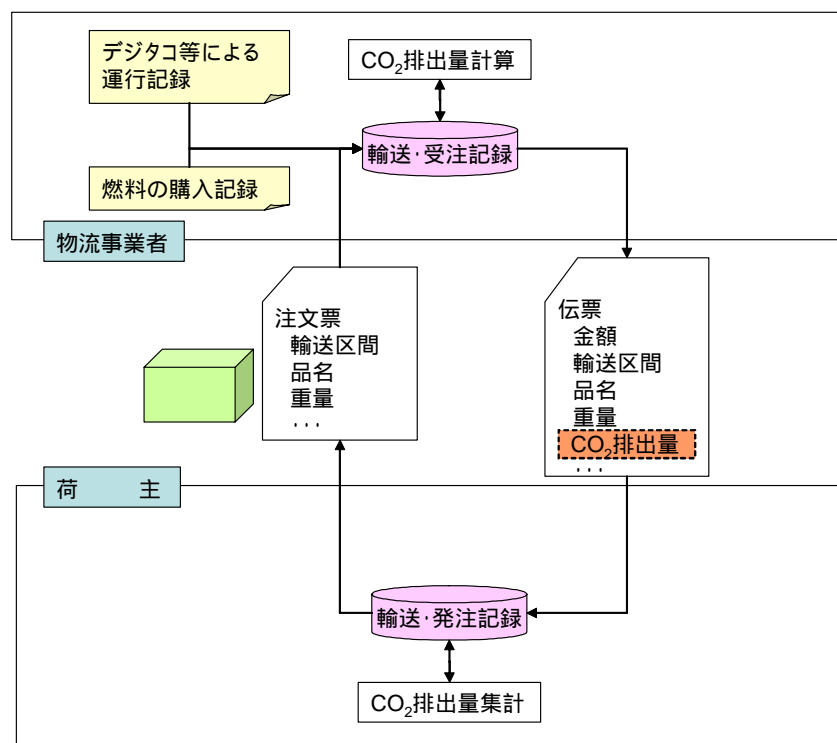 デジタコ等による
運行記録
CO₂排出量計算
輸送･受注記録
燃料の購入記録
物流事業者
注文票
輸送区間
品名
重量
･･･
伝票
金額
輸送区間
品名
重量
CO₂排出量
･･･
荷　　主
輸送･発注記録
CO₂排出量集計